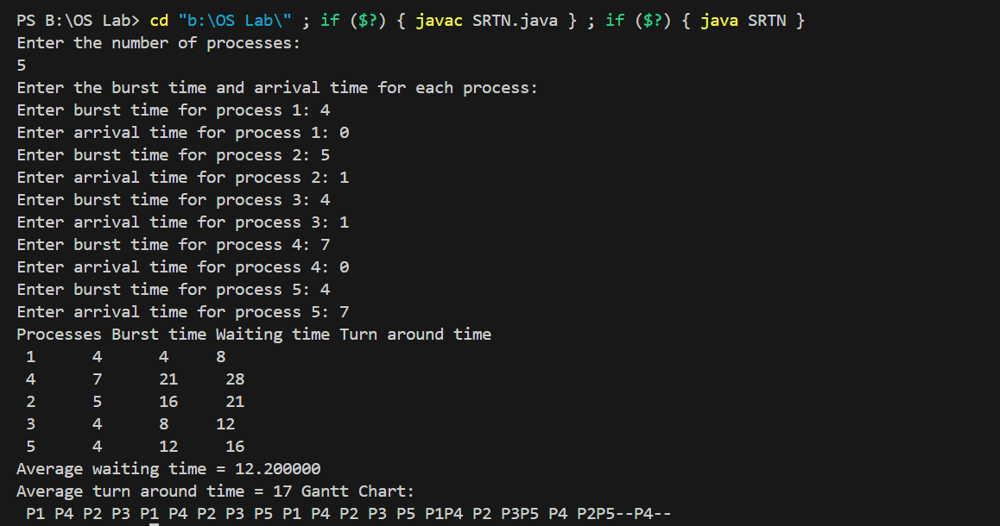 PS B:\OS Lab> cd "b:\OS Lab\" ; if ($?) { javac SRTN.java } ; if ($?) { java SRTN }
Enter the number of processes:
5
Enter the burst time and arrival time for each process:
Enter burst time for process 1: 4
Enter arrival time for process 1: 0
Enter burst time for process 2: 5
Enter arrival time for process 2: 1
Enter burst time for process 3: 4
Enter arrival time for process 3: 1
Enter burst time for process 4: 7
Enter arrival time for process 4: 0
Enter burst time for process 5: 4
Enter arrival time for process 5: 7
Processes Burst time Waiting time Turn around time
1 4 4 8
4 7 21 28
2 5 16 21
3 4 8 12
5 4 12 16
Average waiting time = 12.200000
Average turn around time = 17 Gantt Chart:
P1 P4 P2 P3 P1 P4 P2 P3 P5 P1 P4 P2 P3 P5 P1P4 P2 P3P5 P4 P2P5--P4--